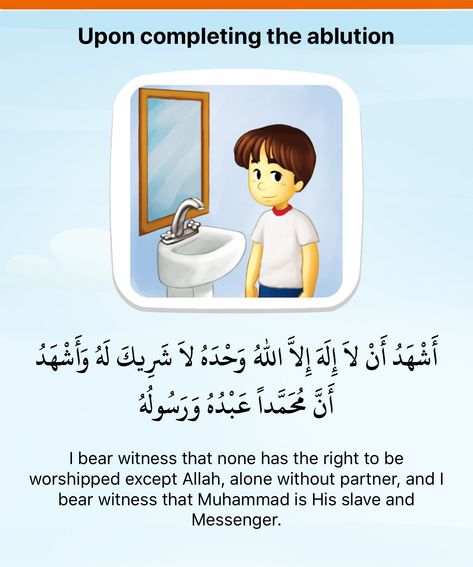 Upon completing the ablution
أَشْهَدُ أَنْ لاَ إِلَهَ إِلاَّ اللهُ وَحْدَهُ لاَ شَرِيكَ لَهُ وَأَشْهَدُ
أَنَّ مُحَمَّداً عَبْدُهُ وَرَسُولُهُ
I bear witness that none has the right to be
worshipped except Allah, alone without partner, and I
bear witness that Muhammad is His slave and
Messenger.